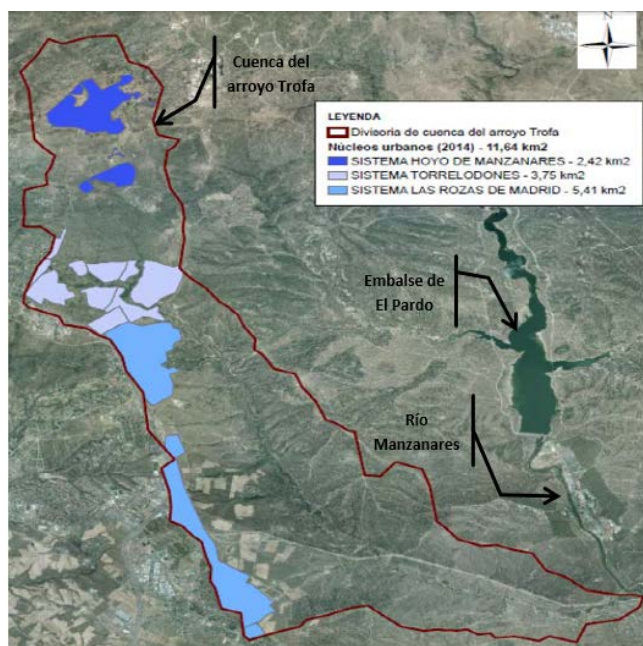 Cuenca del
arroyo Trofa
N
LEYENDA
Divisoria de cuenca del arroyo Trofa
Núcleos urbanos (2014) - 11,64 km2
SISTEMA HOYO DE MANZANARES - 2,42 km2
SISTEMA TORRELODONES - 3,75 km2
SISTEMA LAS ROZAS DE MADRID - 5,41 km2
Embalse de
El Pardo
Río
Manzanares